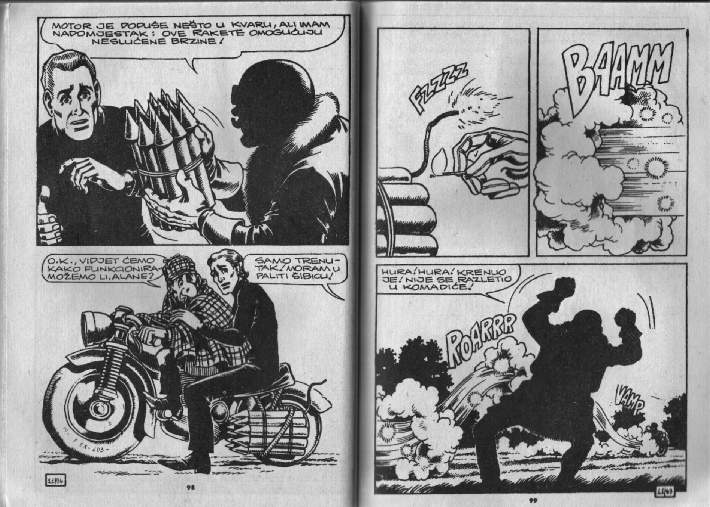 MOTOR JE DODUŠE NEŠTO U KVARU, ALI IMAM
NADOMJESTAK: OVE RAKETE OMOGUĆUJU
NESLUĆENE BRZINE!
O.K., VIDJET ĆEMO
KAKO FUNKCIONIRA.
MOŽEMO LI, ALANE?
SAMO TRENU-
TAK! MORAM U
PALITI ŠIBICU!
98
FZZZZ
BAAMM
HURA! HURA! KRENUO
JE! NIJE SE RAZLETIO
U KOMADIĆE!
ROARRR
VAMP
99